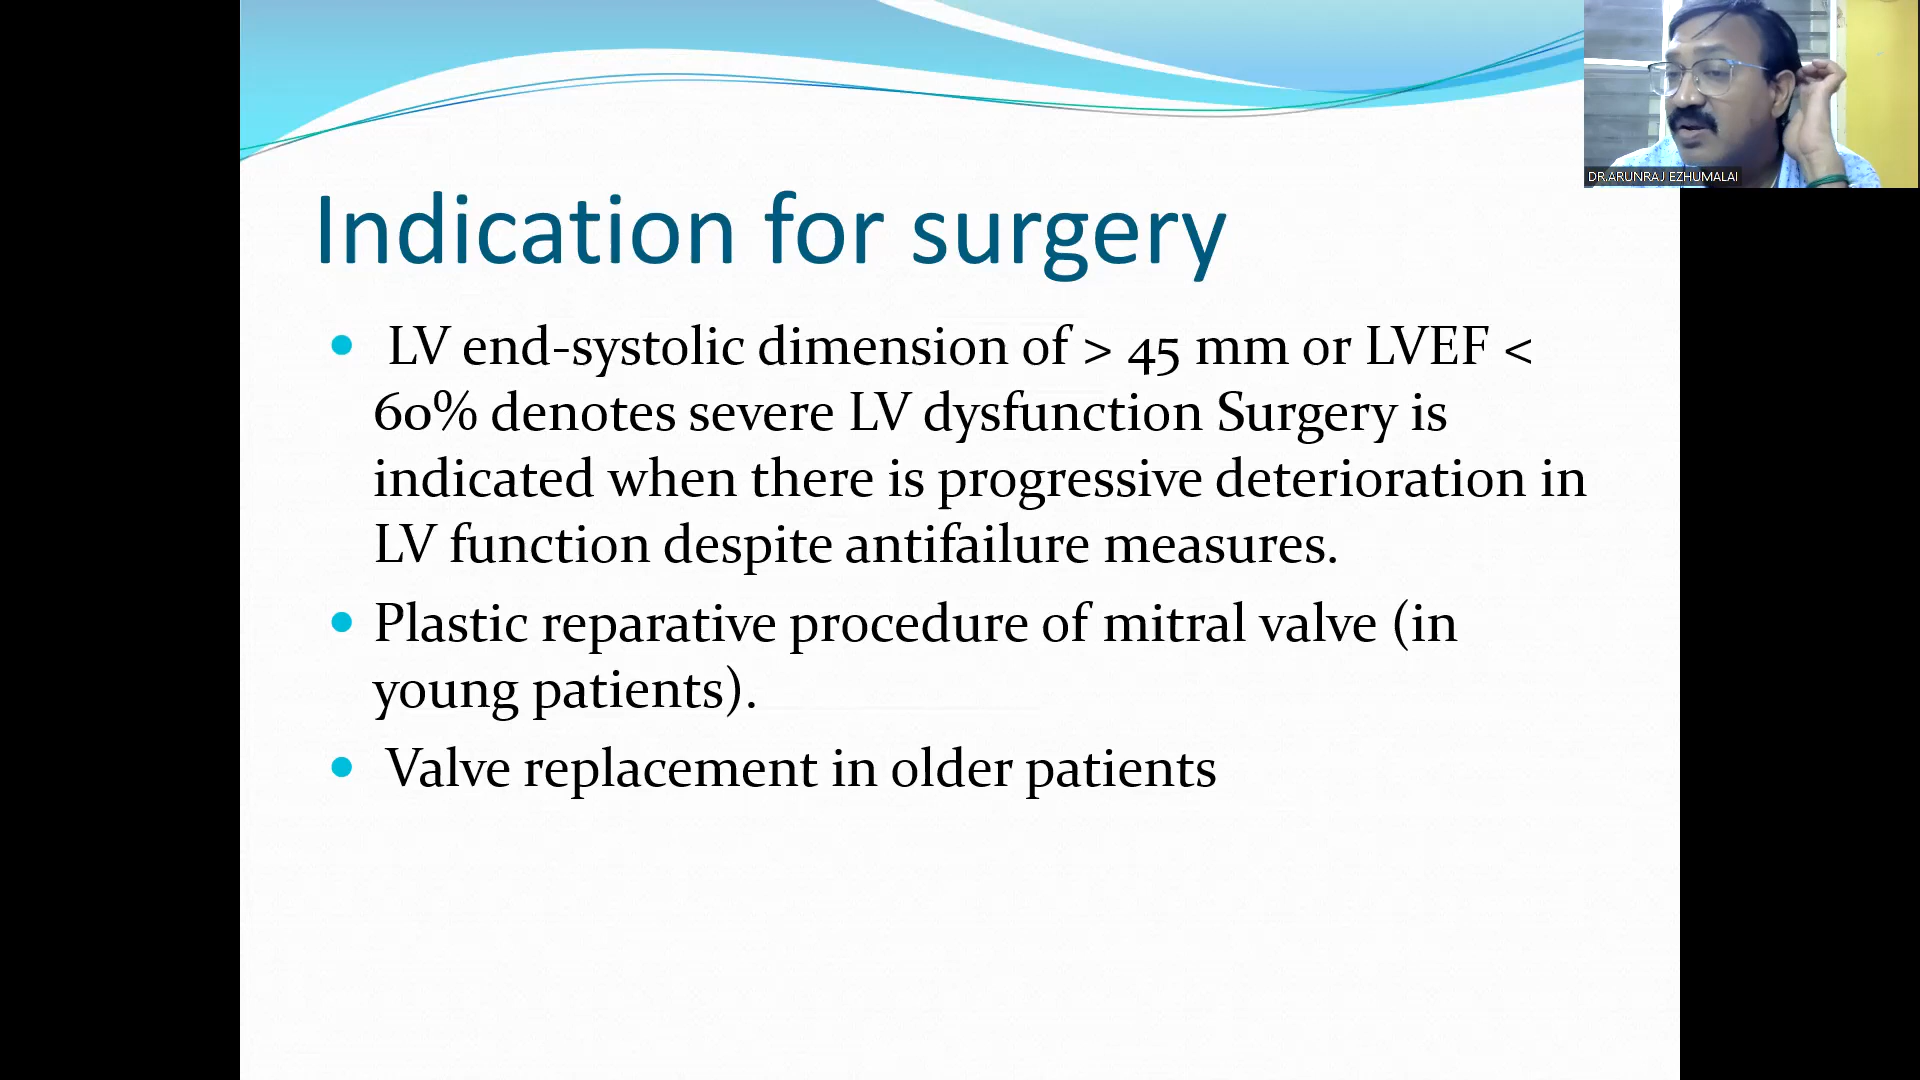 DR.ARUNRAJ EZHUMALAI
Indication for surgery
LV end-systolic dimension of > 45 mm or LVEF <
60% denotes severe LV dysfunction Surgery is
indicated when there is progressive deterioration in
LV function despite antifailure measures.
Plastic reparative procedure of mitral valve (in
young patients).
Valve replacement in older patients